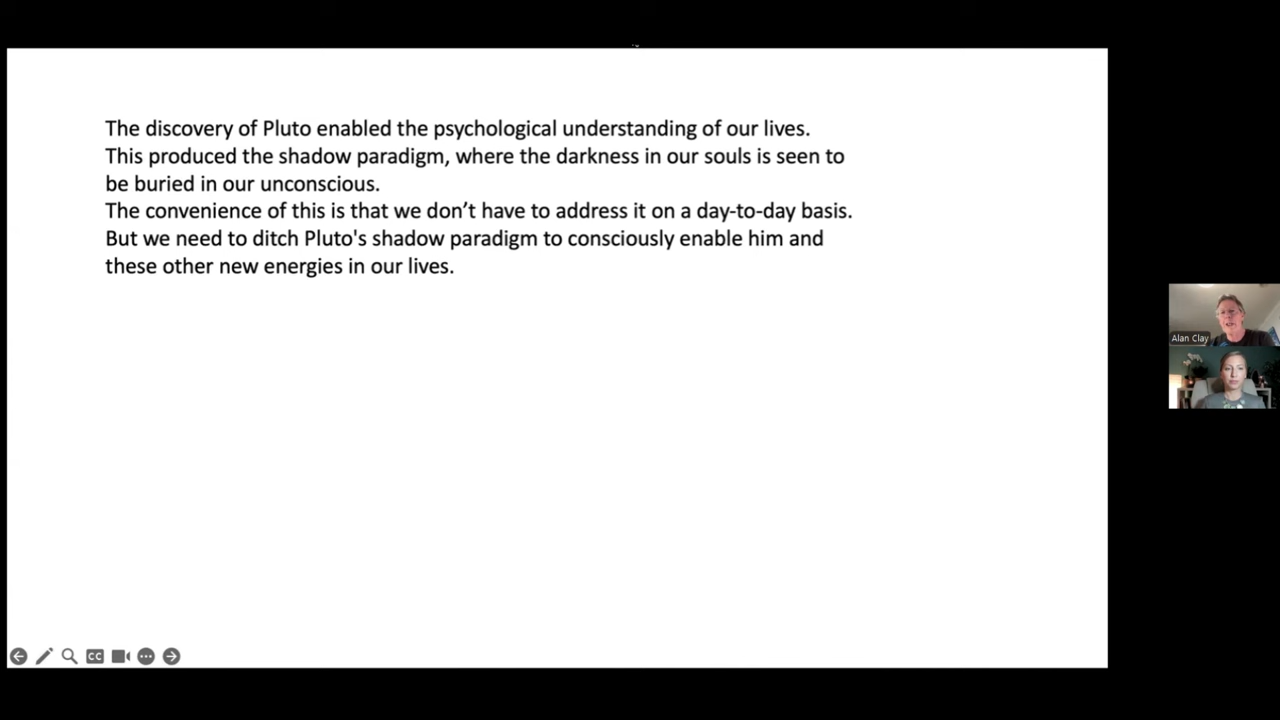 The discovery of Pluto enabled the psychological understanding of our lives.
This produced the shadow paradigm, where the darkness in our souls is seen to
be buried in our unconscious.
The convenience of this is that we don’t have to address it on a day-to-day basis.
But we need to ditch Pluto's shadow paradigm to consciously enable him and
these other new energies in our lives.
Alan Clay
CC